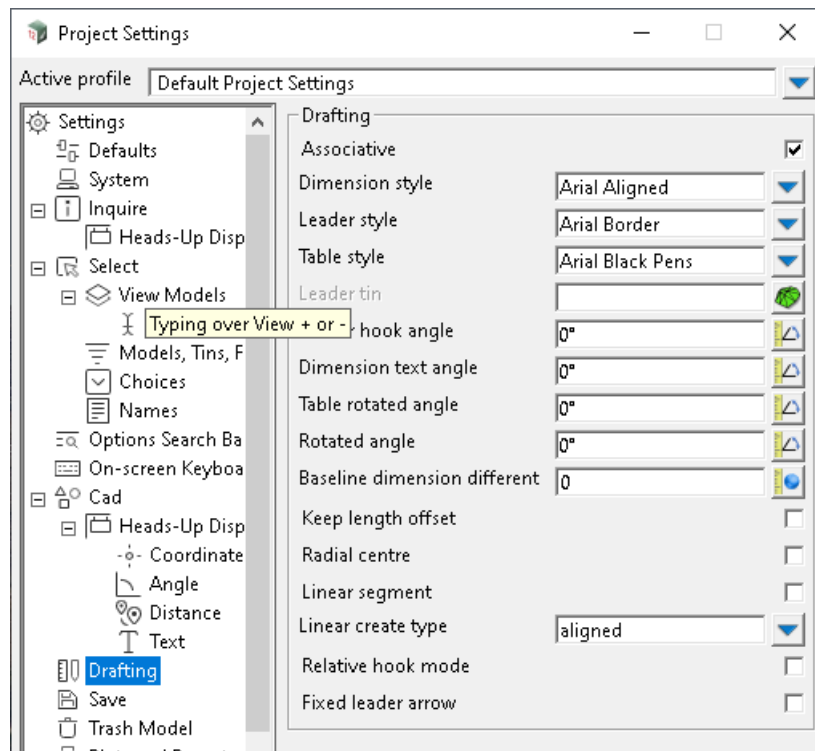 Project Settings
Active profile Default Project Settings
Settings
Defaults
System
Inquire
Heads-Up Disp
Select
View Models
Typing over View + or -
Models, Tins, F
Choices
Names
Options Search Ba
On-screen Keyboa
Cad
Heads-Up Disp
Coordinate
Angle
Distance
Text
Drafting
Save
Trash Model
Drafting
Associative
Dimension style Arial Aligned
Leader style Arial Border
Table style Arial Black Pens
Leader tin
hook angle 0°
Dimension text angle 0°
Table rotated angle 0°
Rotated angle 0°
Baseline dimension different 0
Keep length offset
Radial centre
Linear segment
Linear create type aligned
Relative hook mode
Fixed leader arrow